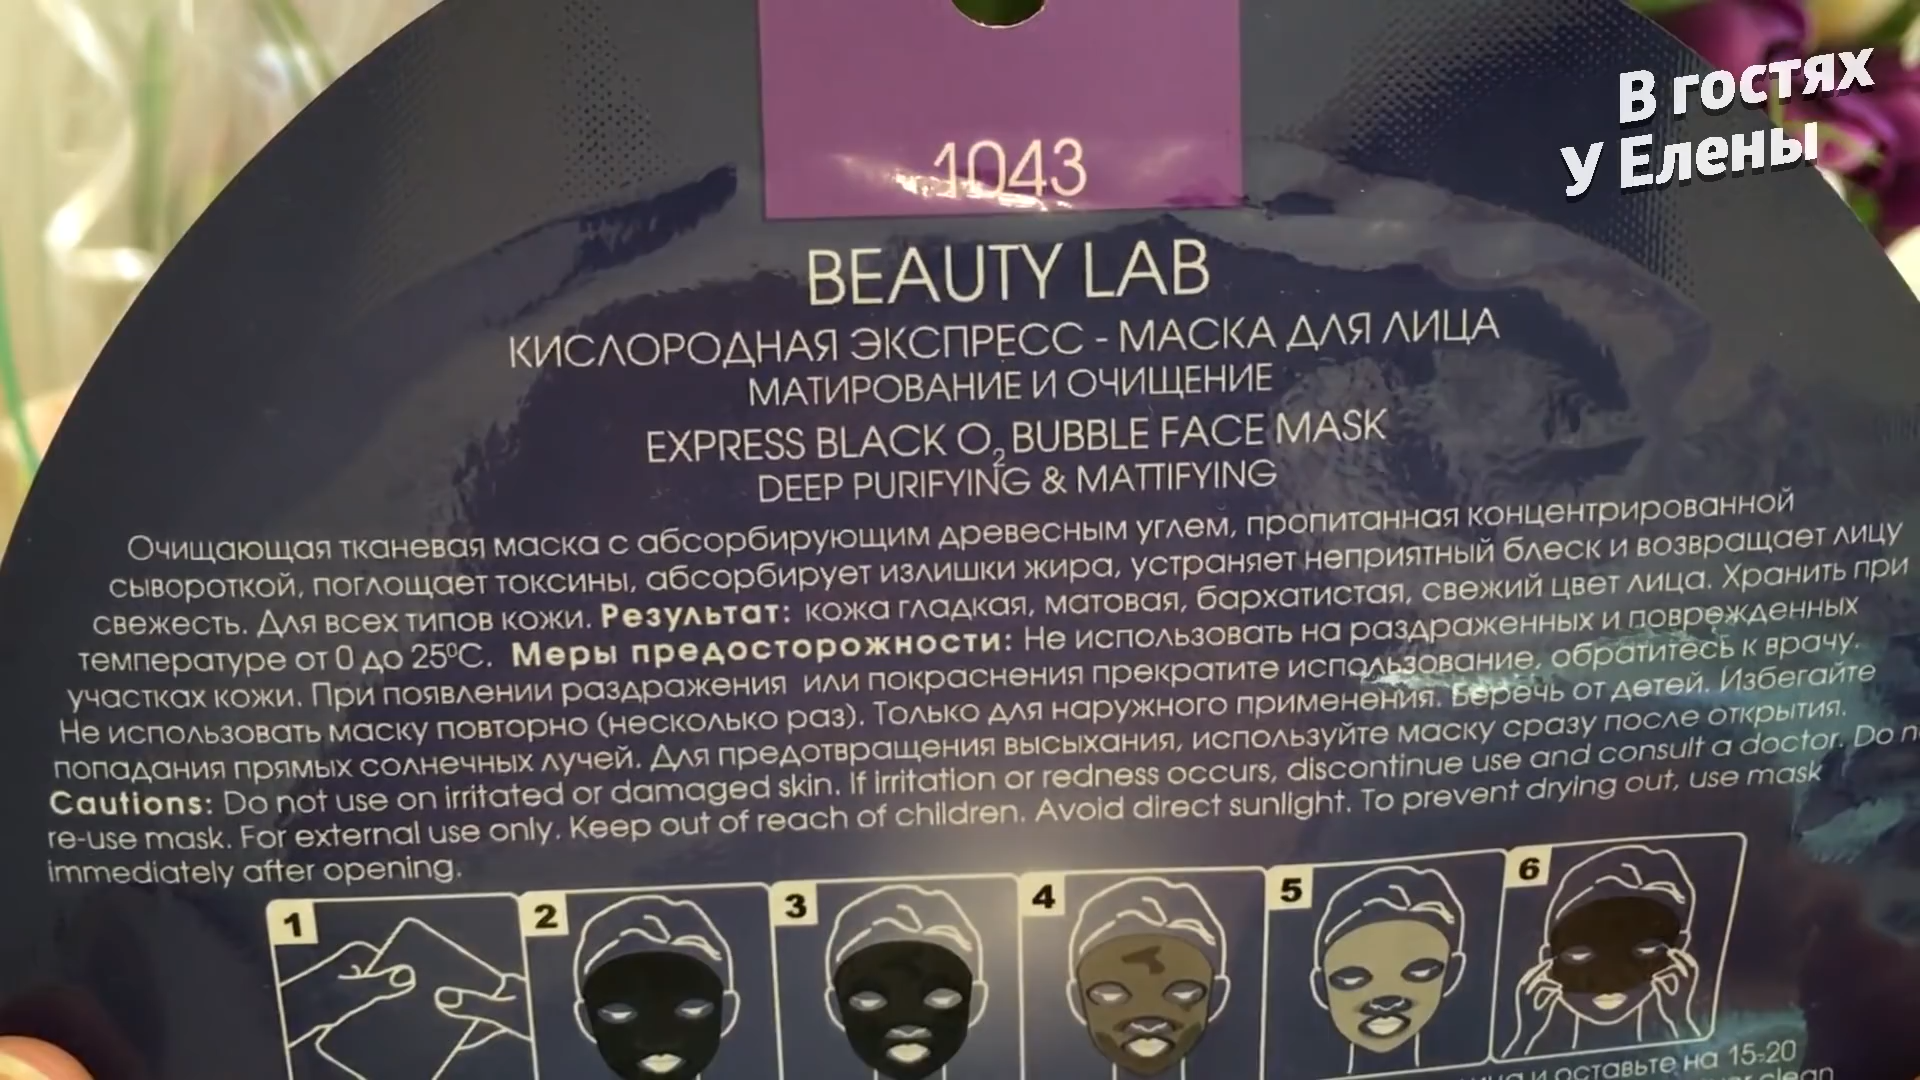 В гостях
у Елены
1043
BEAUTY LAB
КИСЛОРОДНАЯ ЭКСПРЕСС - МАСКА ДЛЯ ЛИЦА
МАТИРОВАНИЕ И ОЧИЩЕНИЕ
EXPRESS BLACK O₂ BUBBLE FACE MASK
DEEP PURIFYING & MATTIFYING
Очищающая тканевая маска с абсорбирующим древесным углем, пропитанная концентрированной
сывороткой, поглощает токсины, абсорбирует излишки жира, устраняет неприятный блеск и возвращает лицу
свежесть. Для всех типов кожи. Результат: кожа гладкая, матовая, бархатистая, свежий цвет лица. Хранить при
температуре от 0 до 25⁰C. Меры предосторожности: Не использовать на раздраженных и поврежденных
участках кожи. При появлении раздражения или покраснения прекратите использование, обратитесь к врачу.
Не использовать маску повторно (несколько раз). Только для наружного применения. Беречь от детей. Избегайте
попадания прямых солнечных лучей. Для предотвращения высыхания, используйте маску сразу после открытия.
Cautions: Do not use on irritated or damaged skin. If irritation or redness occurs, discontinue use and consult a doctor. Do
re-use mask. For external use only. Keep out of reach of children. Avoid direct sunlight. To prevent drying out, use mask
immediately after opening.
1 2 3 4 5 6
и оставьте на 15-20
clean